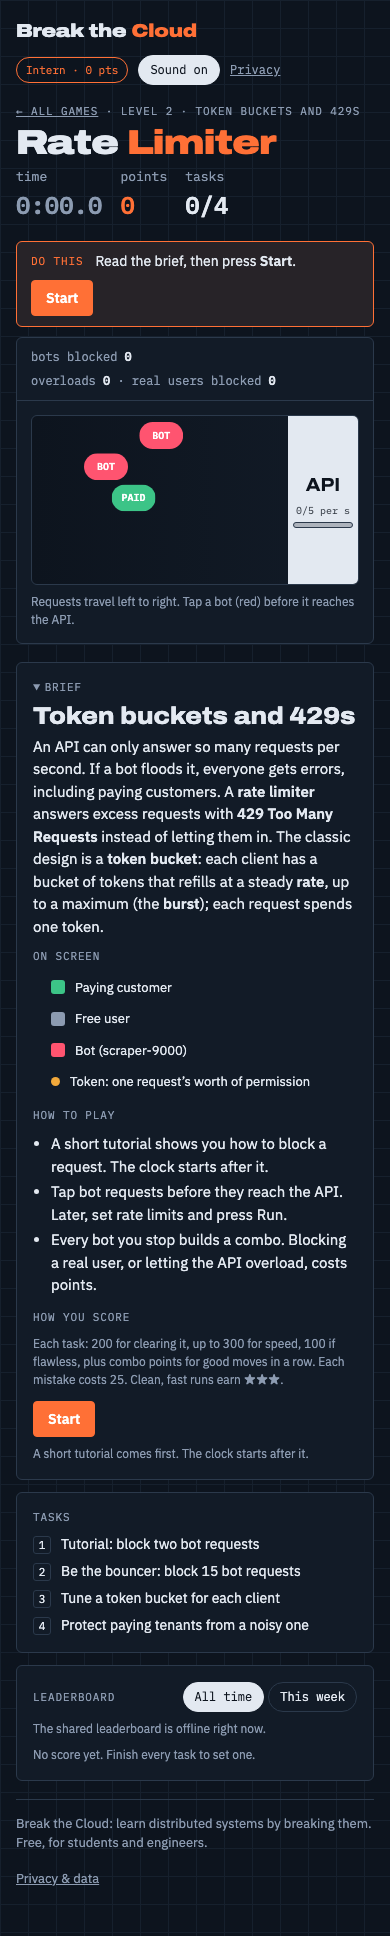 Break the Cloud
Intern · 0 pts
Sound on
Privacy
← ALL GAMES · LEVEL 2 · TOKEN BUCKETS AND 429S
Rate Limiter
time points tasks
0:00.0 0 0/4
DO THIS Read the brief, then press Start.
Start
bots blocked 0
overloads 0 · real users blocked 0
BOT
BOT
PAID
API
0/5 per s
Requests travel left to right. Tap a bot (red) before it reaches
the API.
▼ BRIEF
Token buckets and 429s
An API can only answer so many requests per
second. If a bot floods it, everyone gets errors,
including paying customers. A rate limiter
answers excess requests with 429 Too Many
Requests instead of letting them in. The classic
design is a token bucket: each client has a
bucket of tokens that refills at a steady rate, up
to a maximum (the burst); each request spends
one token.
ON SCREEN
Paying customer
Free user
Bot (scraper-9000)
Token: one request’s worth of permission
HOW TO PLAY
• A short tutorial shows you how to block a
request. The clock starts after it.
• Tap bot requests before they reach the API.
Later, set rate limits and press Run.
• Every bot you stop builds a combo. Blocking
a real user, or letting the API overload, costs
points.
HOW YOU SCORE
Each task: 200 for clearing it, up to 300 for speed, 100 if
flawless, plus combo points for good moves in a row. Each
mistake costs 25. Clean, fast runs earn ★★★.
Start
A short tutorial comes first. The clock starts after it.
TASKS
1 Tutorial: block two bot requests
2 Be the bouncer: block 15 bot requests
3 Tune a token bucket for each client
4 Protect paying tenants from a noisy one
LEADERBOARD All time This week
The shared leaderboard is offline right now.
No score yet. Finish every task to set one.
Break the Cloud: learn distributed systems by breaking them.
Free, for students and engineers.
Privacy & data